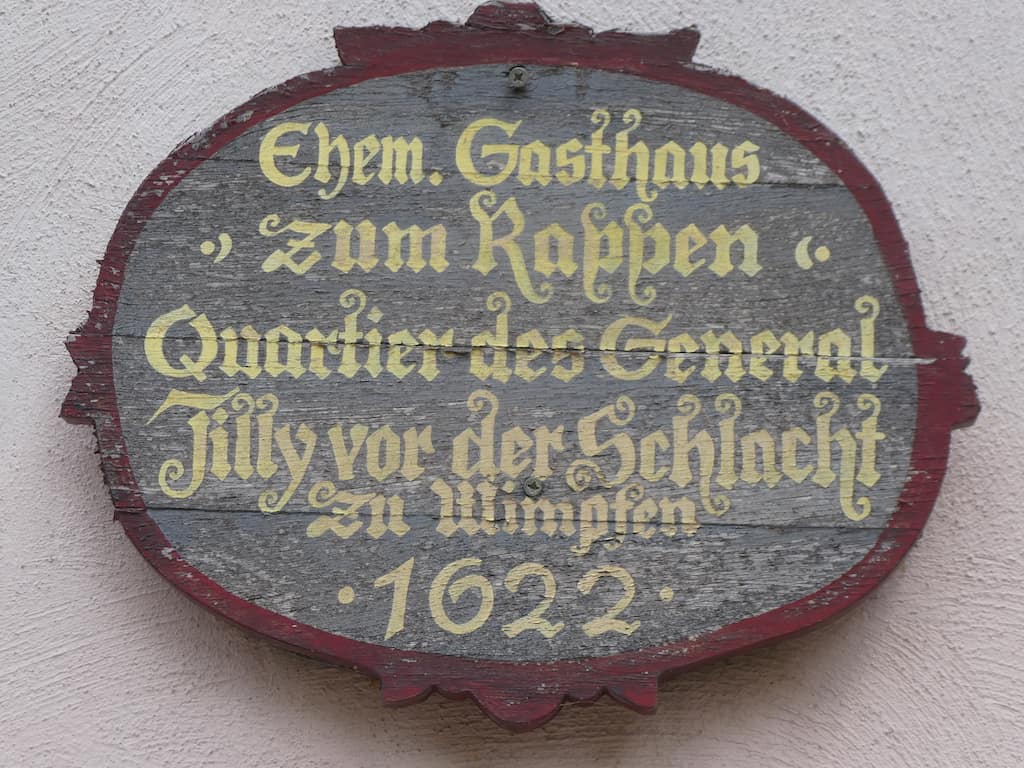 Ehem. Gasthaus
zum Rappen
Quartier des General
Tilly vor der Schlacht
zu Wimpfen
· 1622 ·